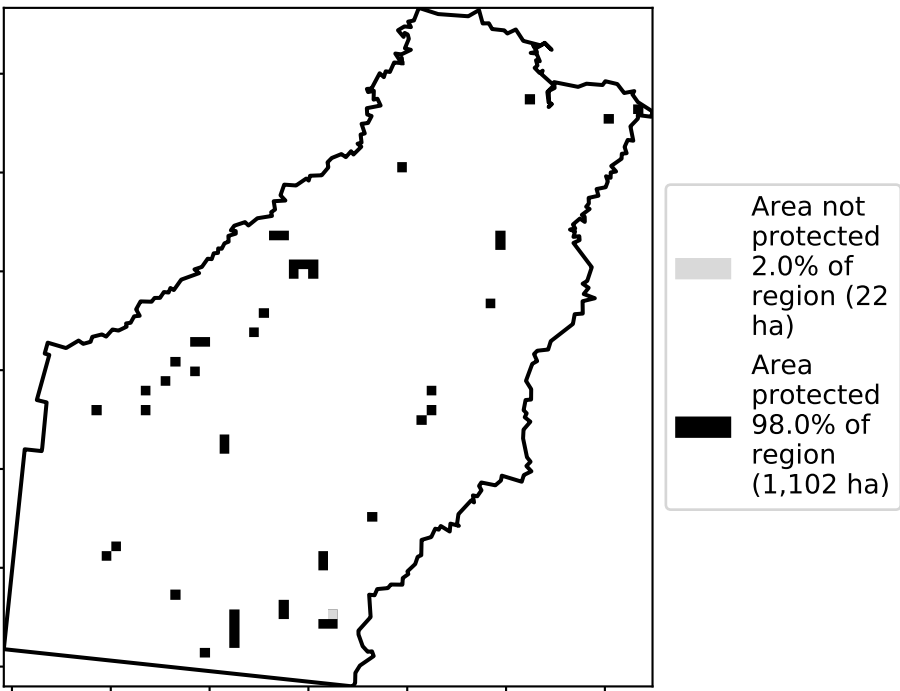 Area not
protected
2.0% of
region (22
ha)
Area
protected
98.0% of
region
(1,102 ha)